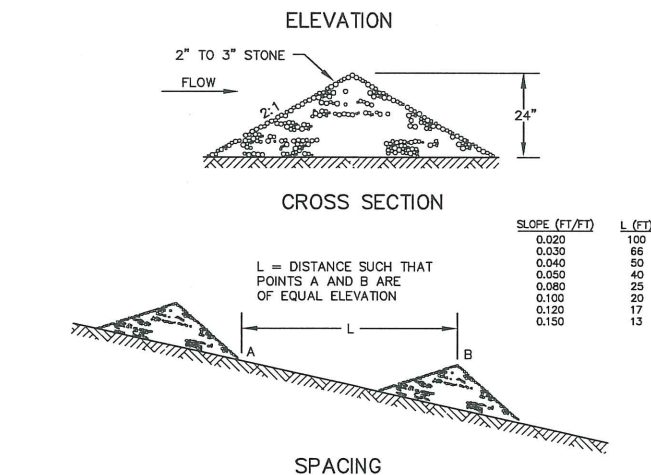 ELEVATION
2" TO 3" STONE
FLOW
2:1
24"
CROSS SECTION
SLOPE (FT/FT) L (FT)
0.020 100
0.030 66
0.040 50
0.050 40
0.080 25
0.100 20
0.120 17
0.150 13
L = DISTANCE SUCH THAT
POINTS A AND B ARE
OF EQUAL ELEVATION
L
A
B
SPACING